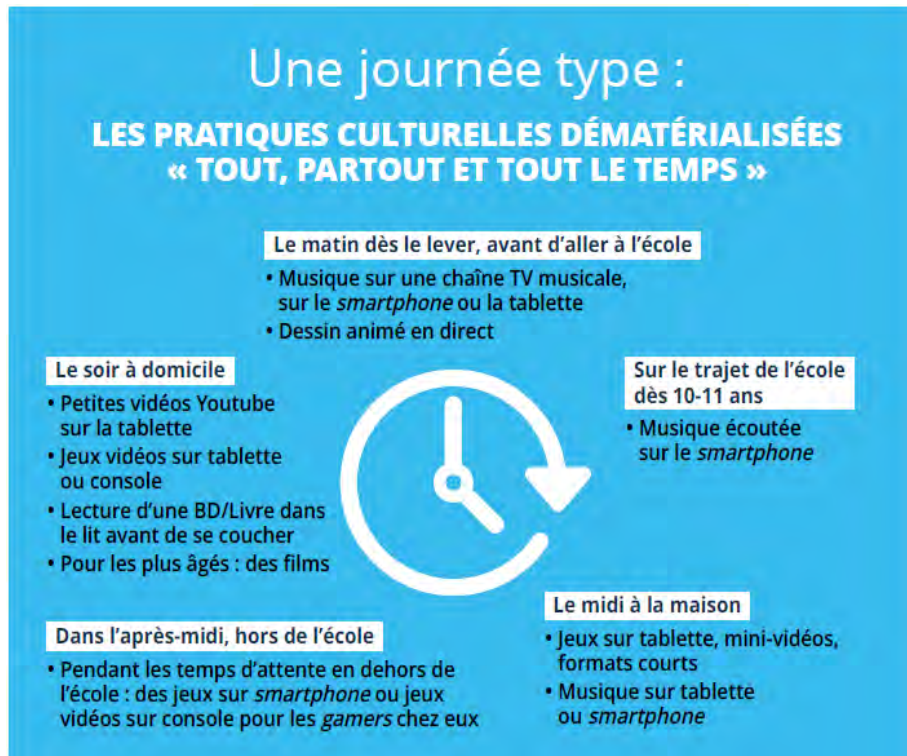 Une journée type :
LES PRATIQUES CULTURELLES DÉMATÉRIALISÉES
« TOUT, PARTOUT ET TOUT LE TEMPS »
Le matin dès le lever, avant d'aller à l'école
• Musique sur une chaîne TV musicale,
sur le smartphone ou la tablette
• Dessin animé en direct
Sur le trajet de l'école
dès 10-11 ans
• Musique écoutée
sur le smartphone
Le midi à la maison
• Jeux sur tablette, mini-vidéos,
formats courts
• Musique sur tablette
ou smartphone
Dans l'après-midi, hors de l'école
• Pendant les temps d'attente en dehors de
l'école : des jeux sur smartphone ou jeux
vidéos sur console pour les gamers chez eux
Le soir à domicile
• Petites vidéos Youtube
sur la tablette
• Jeux vidéos sur tablette
ou console
• Lecture d'une BD/Livre dans
le lit avant de se coucher
• Pour les plus âgés : des films